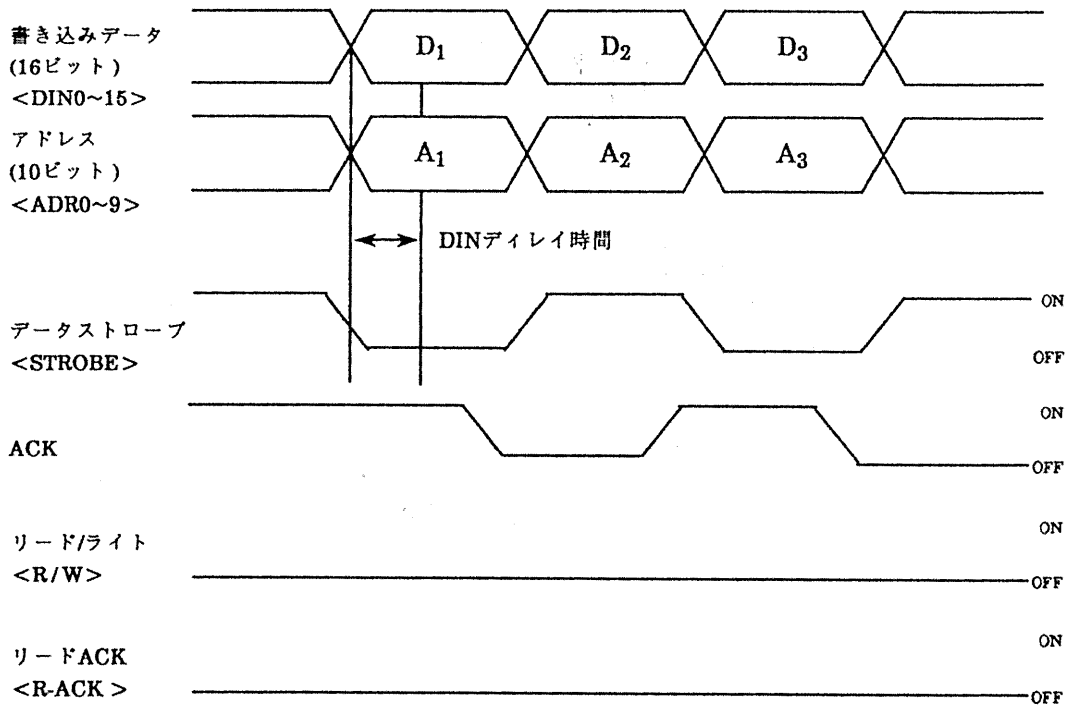 書き込みデータ
(16ビット)
<DIN0~15>
D1
D2
D3
アドレス
(10ビット)
<ADR0~9>
A1
A2
A3
DINディレイ時間
データストローブ
<STROBE>
ON
OFF
ACK
ON
OFF
リード/ライト
<R/W>
ON
OFF
リードACK
<R-ACK >
ON
OFF